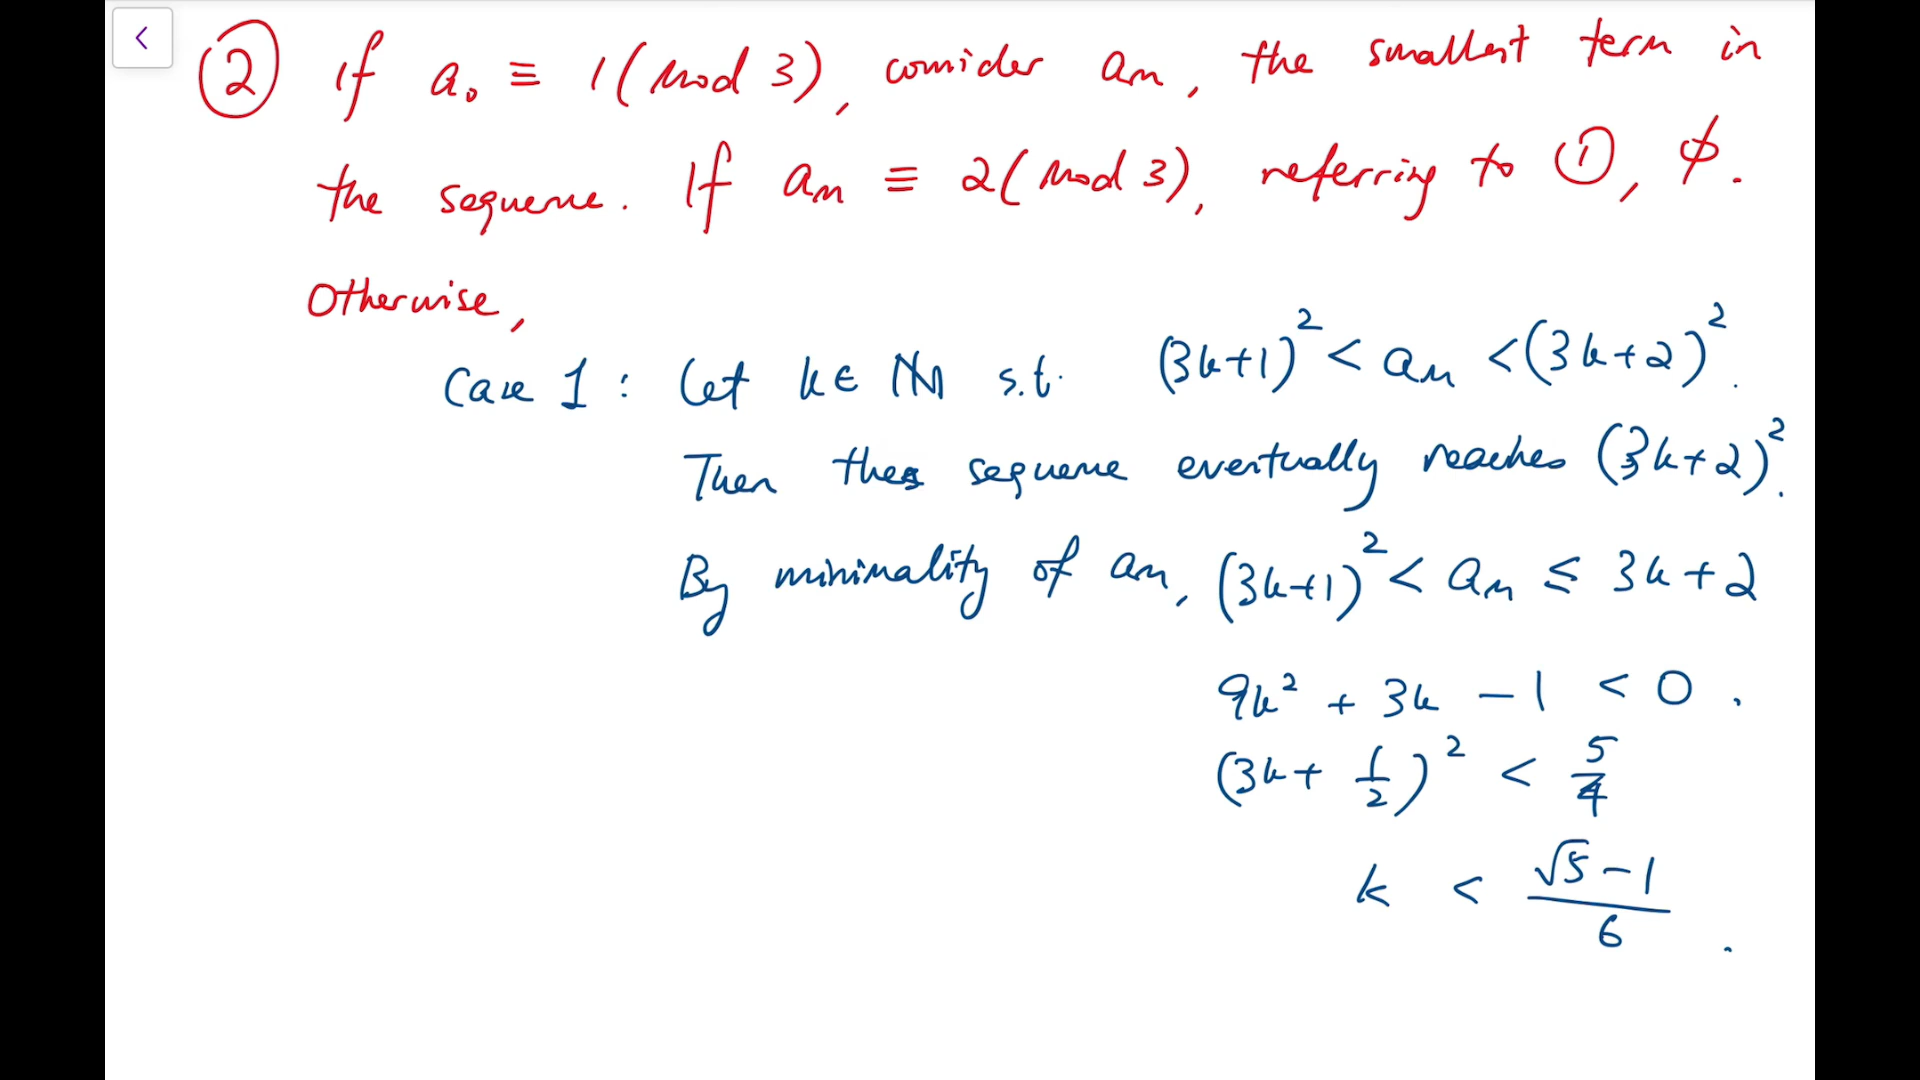 ② If a₀ ≡ 1 (mod 3), consider aₘ, the smallest term in
the sequence. If aₘ ≡ 2 (mod 3), referring to ①, ∅.
Otherwise,
Case 1 : Let k ∈ ℕ s.t. (3k+1)² < aₘ < (3k+2)².
Then the sequence eventually reaches (3k+2)².
By minimality of aₘ, (3k+1)² < aₘ ≤ 3k+2
9k² + 3k − 1 < 0.
(3k + 1/2)² < 5/4
k < (√5 − 1)/6.